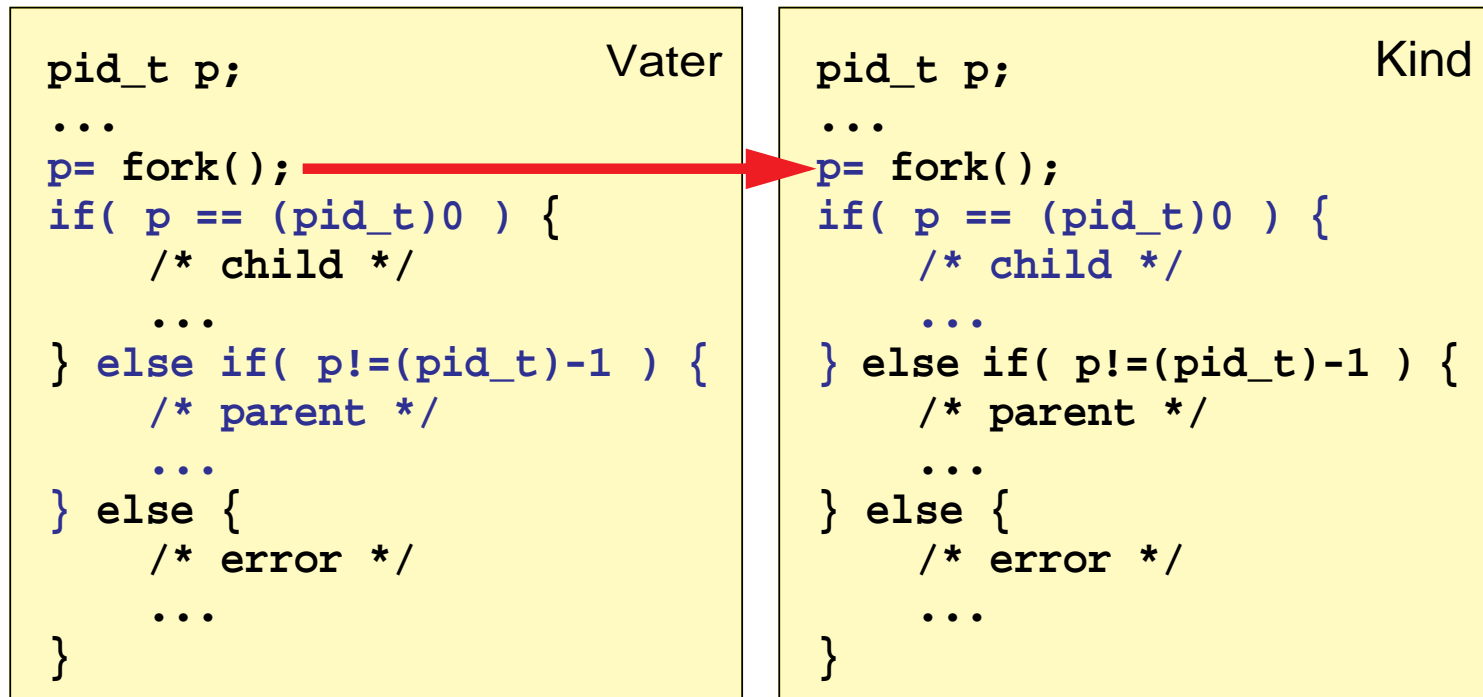 Vater
pid_t p;
...
p= fork();
if( p == (pid_t)0 ) {
/* child */
...
} else if( p!=(pid_t)-1 ) {
/* parent */
...
} else {
/* error */
...
}
Kind
pid_t p;
...
p= fork();
if( p == (pid_t)0 ) {
/* child */
...
} else if( p!=(pid_t)-1 ) {
/* parent */
...
} else {
/* error */
...
}